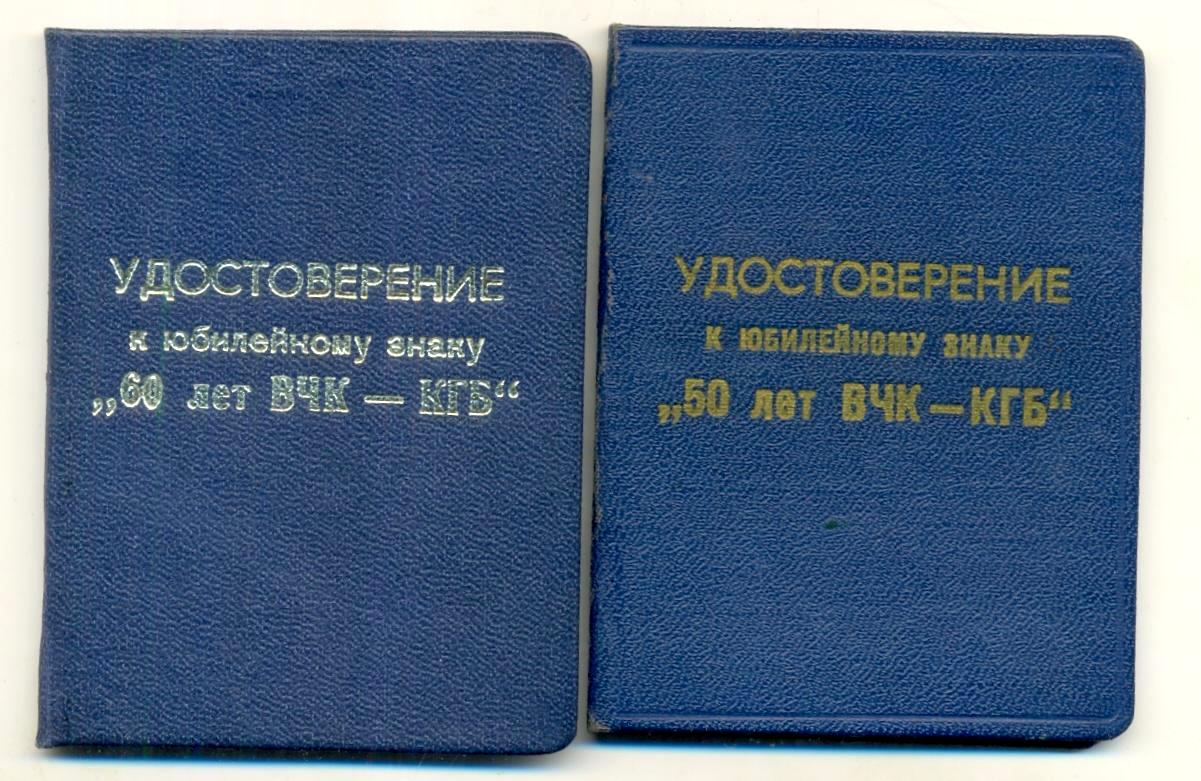 УДОСТОВЕРЕНИЕ
к юбилейному знаку
„60 лет ВЧК — КГБ“
УДОСТОВЕРЕНИЕ
К ЮБИЛЕЙНОМУ ЗНАКУ
„50 лет ВЧК — КГБ“